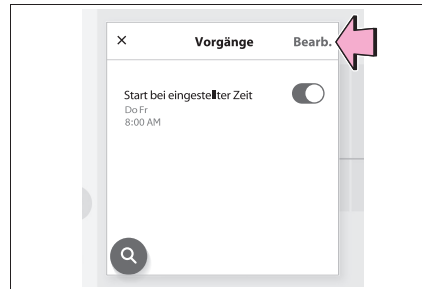 × Vorgänge Bearb.
Start bei eingestellter Zeit
Do Fr
8:00 AM